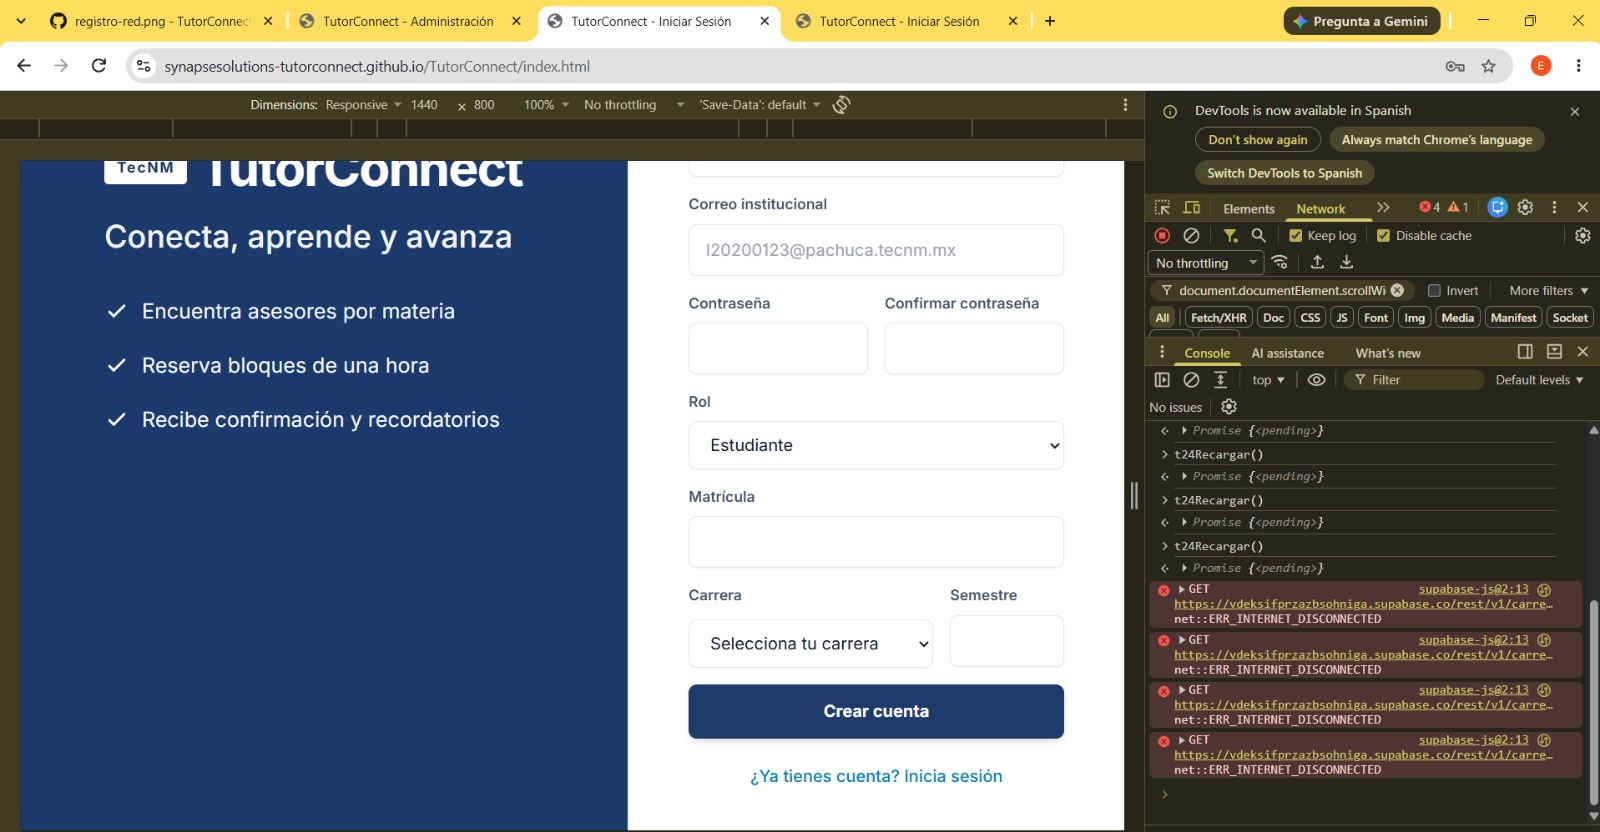 registro-red.png - TutorConnec
TutorConnect - Administración
TutorConnect - Iniciar Sesión
TutorConnect - Iniciar Sesión
Pregunta a Gemini
synapsesolutions-tutorconnect.github.io/TutorConnect/index.html
E
Dimensions: Responsive 1440 x 800 100% No throttling 'Save-Data': default
DevTools is now available in Spanish
Don't show again
Always match Chrome's language
Switch DevTools to Spanish
Elements Network 4 1
Keep log Disable cache
No throttling
document.documentElement.scrollWi Invert More filters
All Fetch/XHR Doc CSS JS Font Img Media Manifest Socket
Console AI assistance What's new
top Filter Default levels
No issues
Promise {<pending>}
t24Recargar()
Promise {<pending>}
t24Recargar()
Promise {<pending>}
t24Recargar()
Promise {<pending>}
GET supabase-js@2:13
https://vdeksifprzazbsohniga.supabase.co/rest/v1/carre…
net::ERR_INTERNET_DISCONNECTED
GET supabase-js@2:13
https://vdeksifprzazbsohniga.supabase.co/rest/v1/carre…
net::ERR_INTERNET_DISCONNECTED
GET supabase-js@2:13
https://vdeksifprzazbsohniga.supabase.co/rest/v1/carre…
net::ERR_INTERNET_DISCONNECTED
GET supabase-js@2:13
https://vdeksifprzazbsohniga.supabase.co/rest/v1/carre…
net::ERR_INTERNET_DISCONNECTED
TecNM TutorConnect
Conecta, aprende y avanza
Encuentra asesores por materia
Reserva bloques de una hora
Recibe confirmación y recordatorios
Correo institucional
l20200123@pachuca.tecnm.mx
Contraseña Confirmar contraseña
Rol
Estudiante
Matrícula
Carrera Semestre
Selecciona tu carrera
Crear cuenta
¿Ya tienes cuenta? Inicia sesión